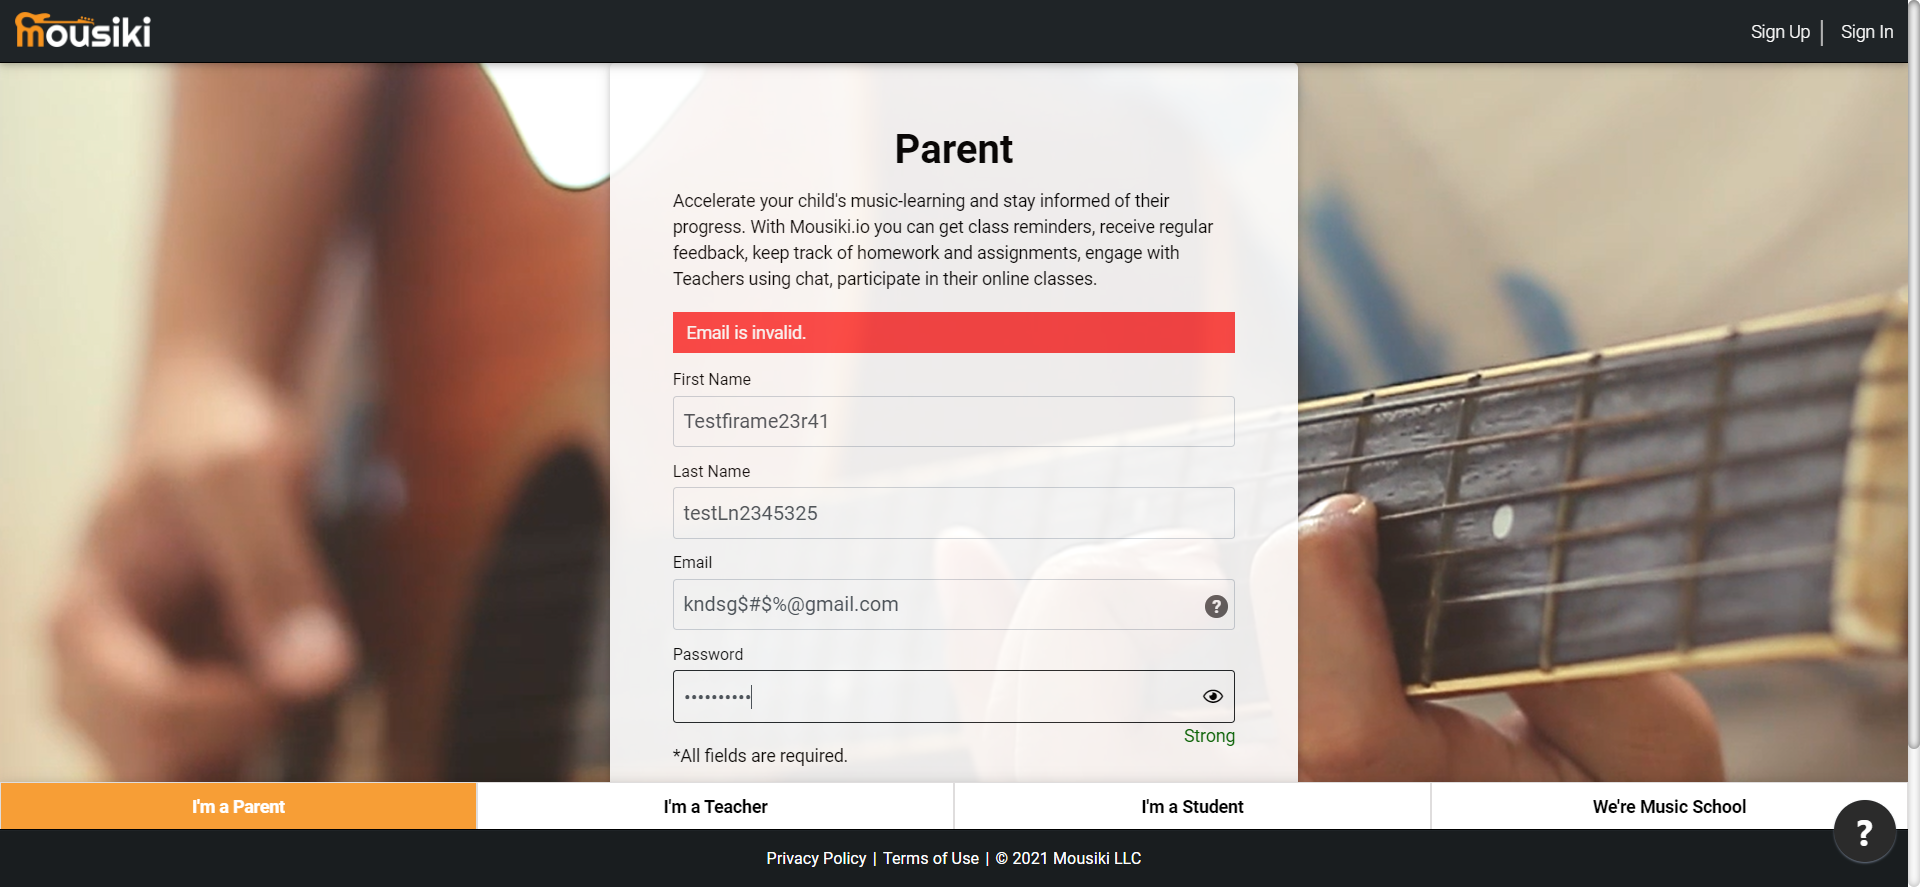 mousiki
Sign Up | Sign In
Parent
Accelerate your child's music-learning and stay informed of their
progress. With Mousiki.io you can get class reminders, receive regular
feedback, keep track of homework and assignments, engage with
Teachers using chat, participate in their online classes.
Email is invalid.
First Name
Testfirame23r41
Last Name
testLn2345325
Email
kndsg$#$%@gmail.com
?
Password
••••••••••
Strong
*All fields are required.
I'm a Parent
I'm a Teacher
I'm a Student
We're Music School
?
Privacy Policy | Terms of Use | © 2021 Mousiki LLC